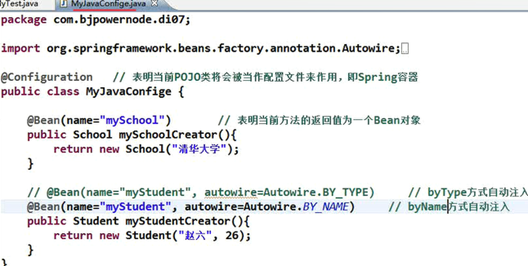 yTest.java MyJavaConfige.java
package com.bjpowernode.di07;
import org.springframework.beans.factory.annotation.Autowire;
@Configuration // 表明当前POJO类将会被当作配置文件来作用，即Spring容器
public class MyJavaConfige {
@Bean(name="mySchool") // 表明当前方法的返回值为一个Bean对象
public School mySchoolCreator(){
return new School("清华大学");
}
// @Bean(name="myStudent", autowire=Autowire.BY_TYPE) // byType方式自动注入
@Bean(name="myStudent", autowire=Autowire.BY_NAME) // byName方式自动注入
public Student myStudentCreator(){
return new Student("赵六", 26);
}
}